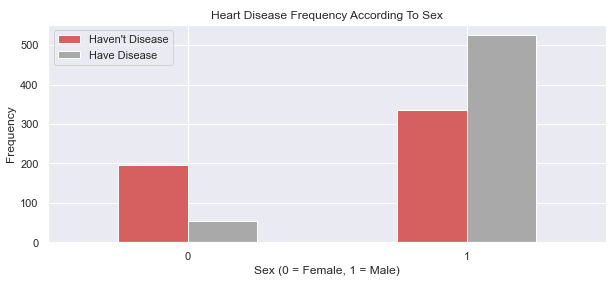 Heart Disease Frequency According To Sex
Haven't Disease
Have Disease
Frequency
500
400
300
200
100
0
0
1
Sex (0 = Female, 1 = Male)